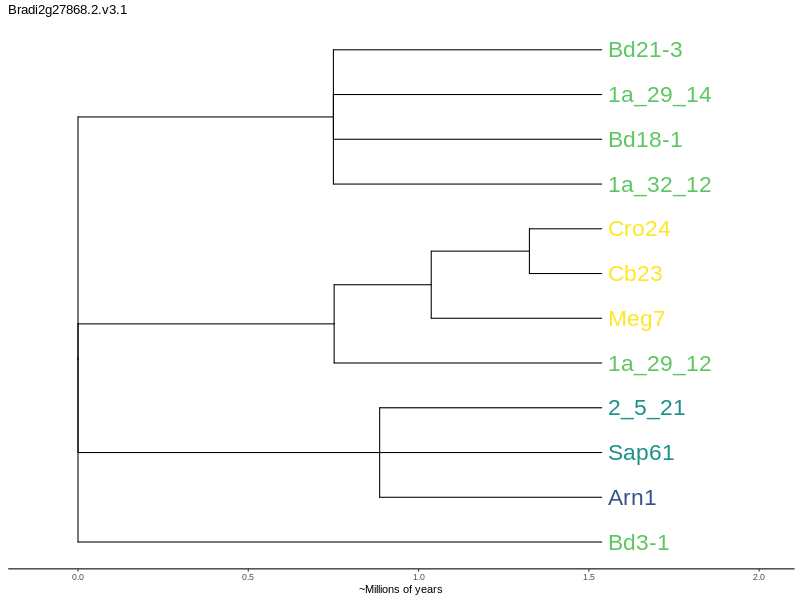 Bradi2g27868.2.v3.1
Bd21-3
1a_29_14
Bd18-1
1a_32_12
Cro24
Cb23
Meg7
1a_29_12
2_5_21
Sap61
Arn1
Bd3-1
0.0 0.5 1.0 1.5 2.0
~Millions of years